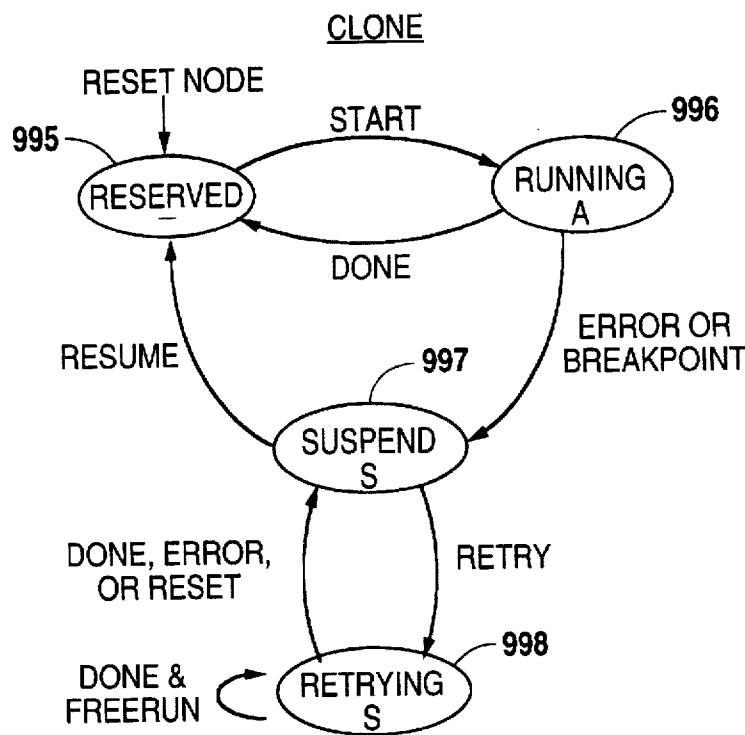 CLONE
RESET NODE
995
START
996
RESERVED
–
RUNNING
A
DONE
RESUME
ERROR OR
BREAKPOINT
997
SUSPEND
S
DONE, ERROR,
OR RESET
RETRY
998
DONE &
FREERUN
RETRYING
S